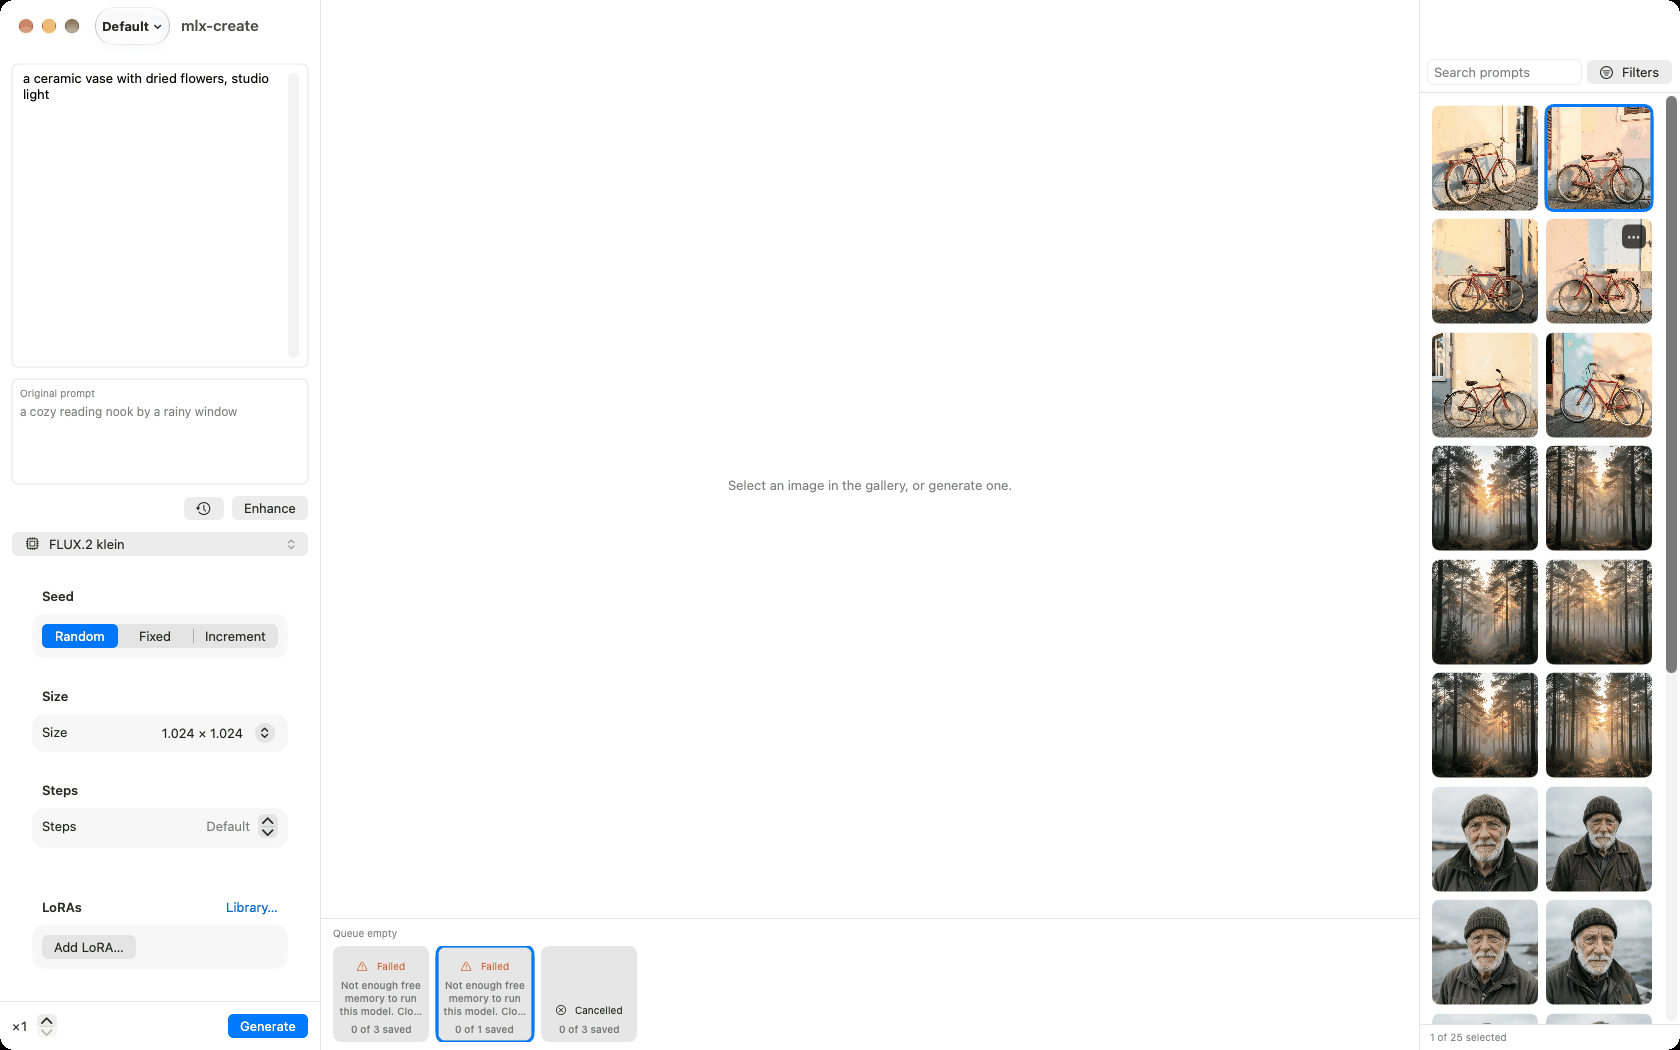 Default
mlx-create
a ceramic vase with dried flowers, studio
light
Original prompt
a cozy reading nook by a rainy window
Enhance
FLUX.2 klein
Seed
Random
Fixed
Increment
Size
Size
1.024 × 1.024
Steps
Steps
Default
LoRAs
Library...
Add LoRA...
×1
Generate
Select an image in the gallery, or generate one.
Queue empty
Failed
Not enough free
memory to run
this model. Clo...
0 of 3 saved
Failed
Not enough free
memory to run
this model. Clo...
0 of 1 saved
Cancelled
0 of 3 saved
Search prompts
Filters
1 of 25 selected